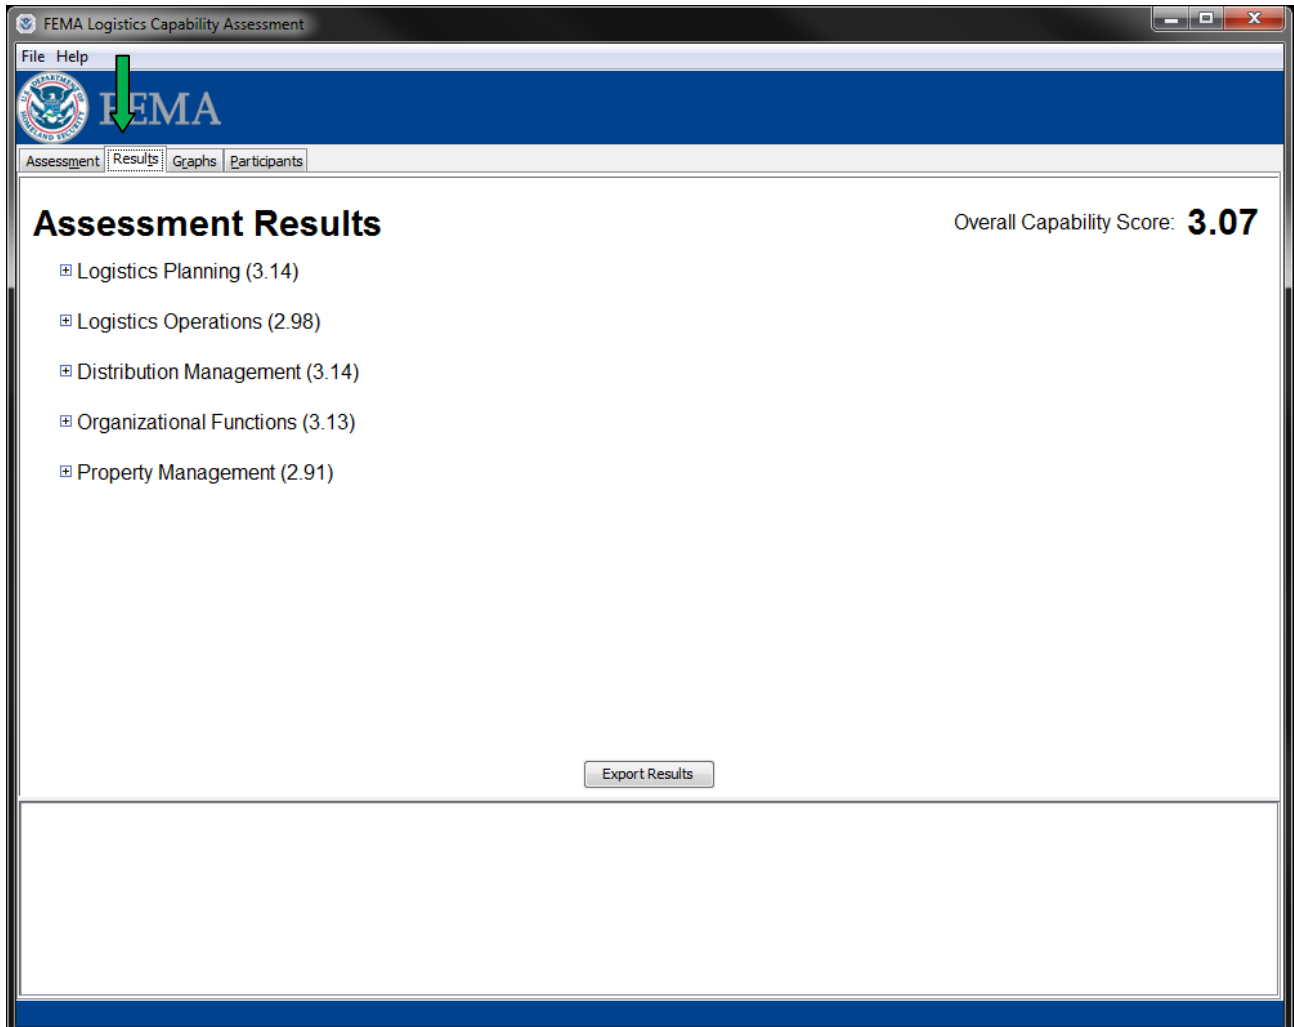 FEMA Logistics Capability Assessment
File Help
FEMA
Assessment Results Graphs Participants
Assessment Results
Overall Capability Score: 3.07
Logistics Planning (3.14)
Logistics Operations (2.98)
Distribution Management (3.14)
Organizational Functions (3.13)
Property Management (2.91)
Export Results